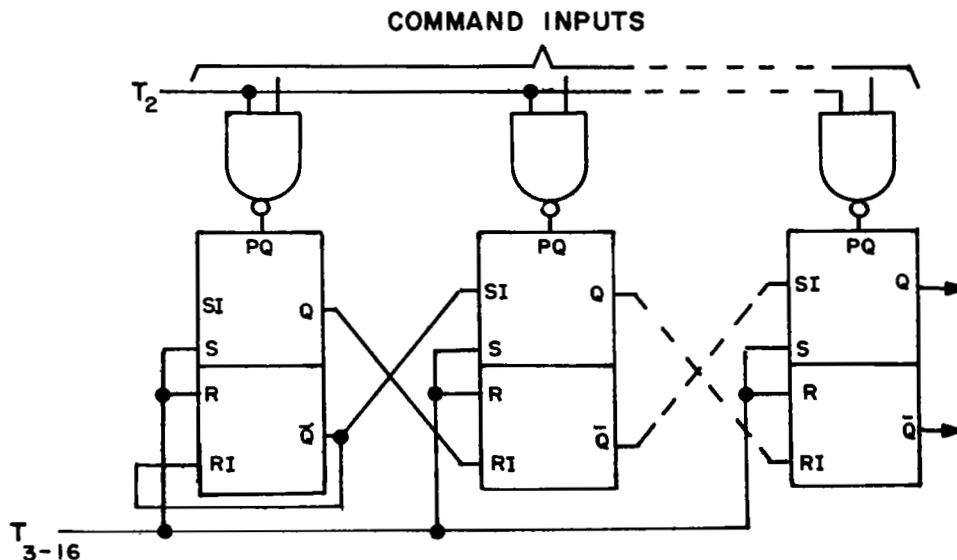 COMMAND INPUTS
T2
PQ PQ PQ
SI Q SI Q SI Q
S S S
R R R
Q̄ Q̄ Q̄
RI RI RI
T3-16